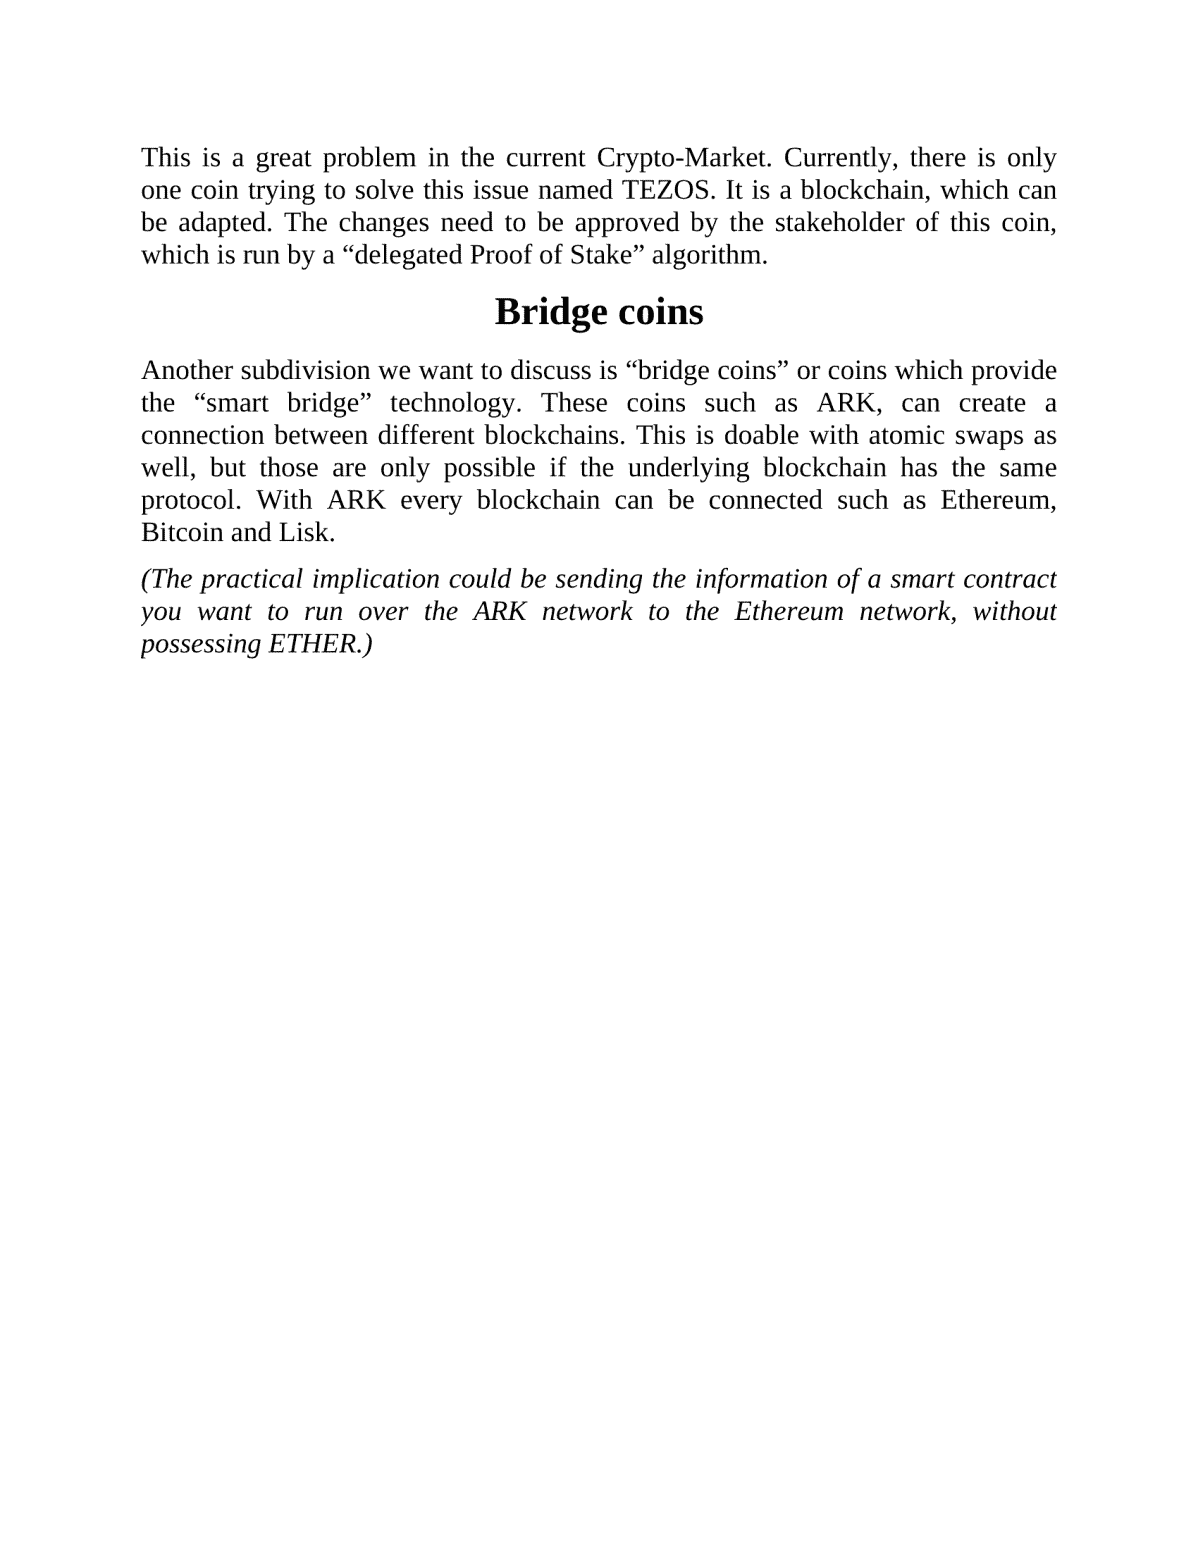 This is a great problem in the current Crypto-Market. Currently, there is only
one coin trying to solve this issue named TEZOS. It is a blockchain, which can
be adapted. The changes need to be approved by the stakeholder of this coin,
which is run by a “delegated Proof of Stake” algorithm.
Bridge coins
Another subdivision we want to discuss is “bridge coins” or coins which provide
the “smart bridge” technology. These coins such as ARK, can create a
connection between different blockchains. This is doable with atomic swaps as
well, but those are only possible if the underlying blockchain has the same
protocol. With ARK every blockchain can be connected such as Ethereum,
Bitcoin and Lisk.
(The practical implication could be sending the information of a smart contract
you want to run over the ARK network to the Ethereum network, without
possessing ETHER.)